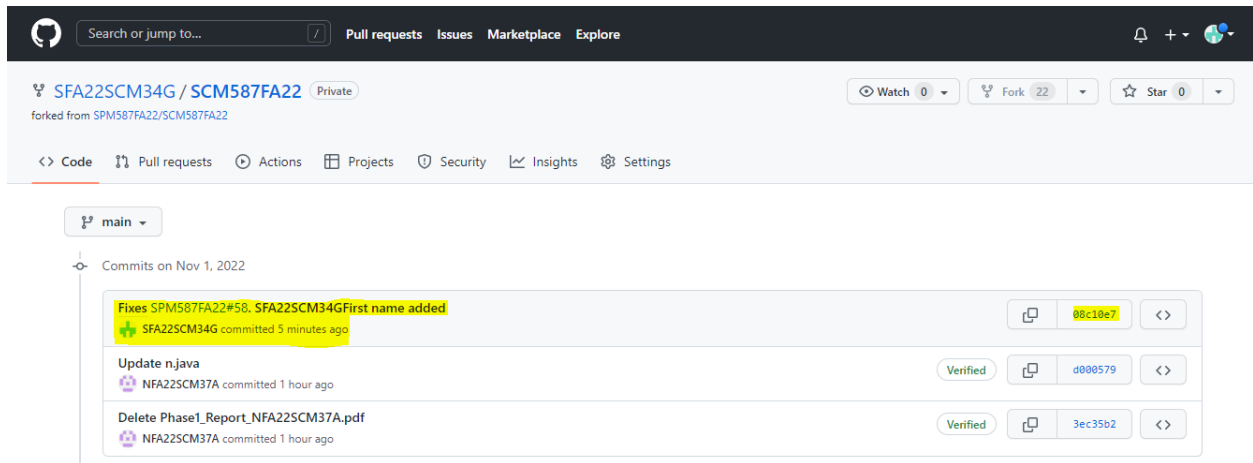 Search or jump to... / Pull requests Issues Marketplace Explore
SFA22SCM34G / SCM587FA22 Private Watch 0 Fork 22 Star 0
forked from SPM587FA22/SCM587FA22
<> Code Pull requests Actions Projects Security Insights Settings
main
Commits on Nov 1, 2022
Fixes SPM587FA22#58. SFA22SCM34GFirst name added
SFA22SCM34G committed 5 minutes ago
08c10e7 <>
Update n.java
NFA22SCM37A committed 1 hour ago
Verified d000579 <>
Delete Phase1_Report_NFA22SCM37A.pdf
NFA22SCM37A committed 1 hour ago
Verified 3ec35b2 <>